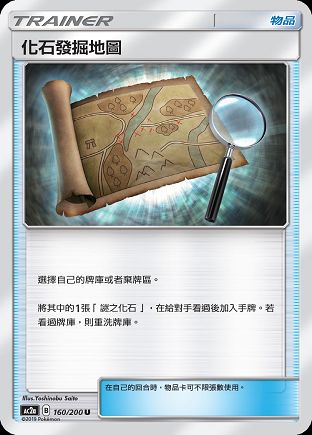 TRAINER 物品
化石發掘地圖
選擇自己的牌庫或者棄牌區。
將其中的1張「謎之化石」,在給對手看過後加入手牌。若
看過牌庫,則重洗牌庫。
Illus.Yoshinobu Saito
AC2a B 160/200 U
©2019 Pokémon
在自己的回合時,物品卡可不限張數使用。